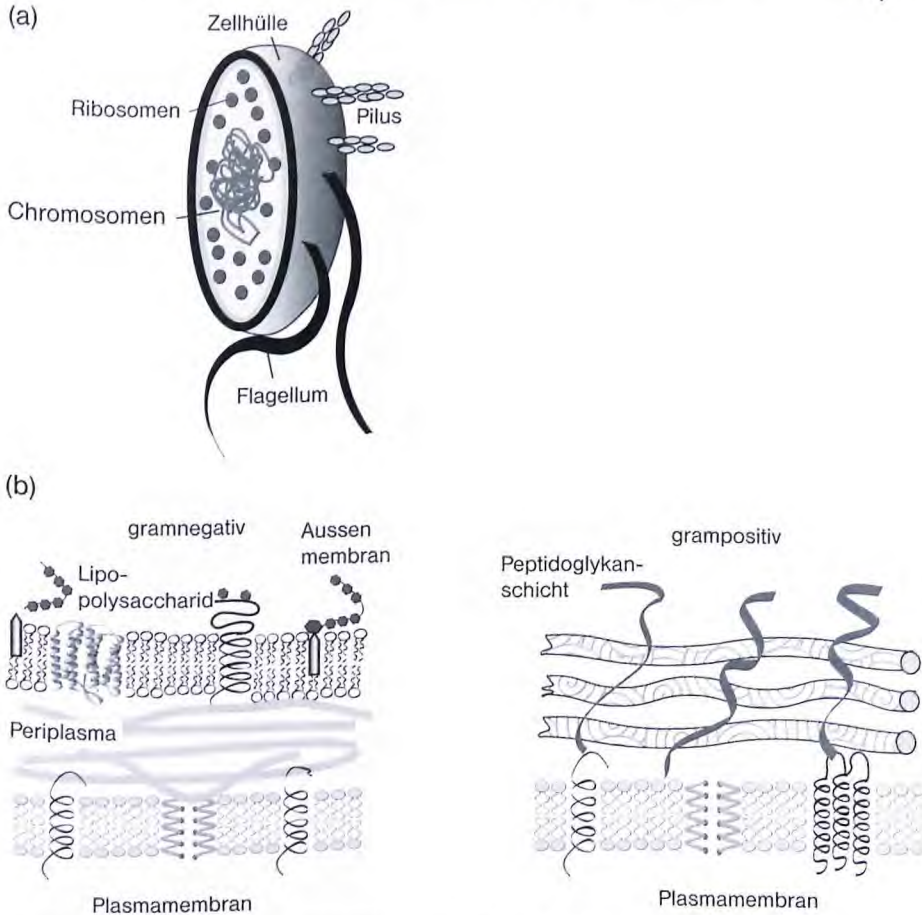 (a)
Zellhülle
Ribosomen
Pilus
Chromosomen
Flagellum
(b)
gramnegativ
Aussen
membran
Lipo-
polysaccharid
Periplasma
Plasmamembran
grampositiv
Peptidoglykan-
schicht
Plasmamembran